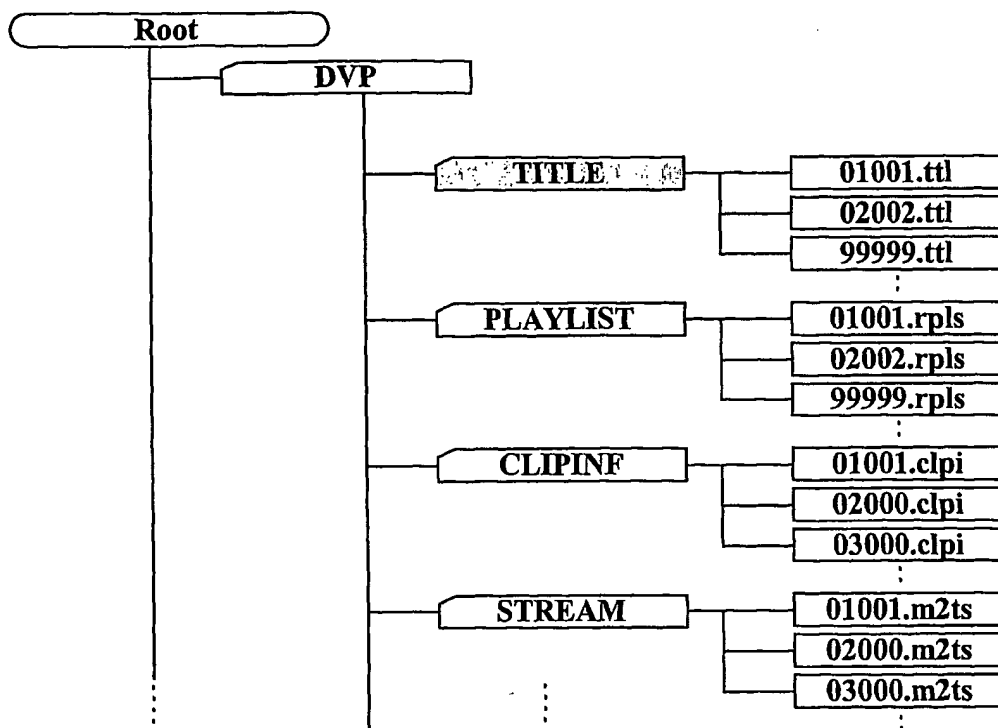 Root
DVP
TITLE
01001.ttl
02002.ttl
99999.ttl
PLAYLIST
01001.rpls
02002.rpls
99999.rpls
CLIPINF
01001.clpi
02000.clpi
03000.clpi
STREAM
01001.m2ts
02000.m2ts
03000.m2ts